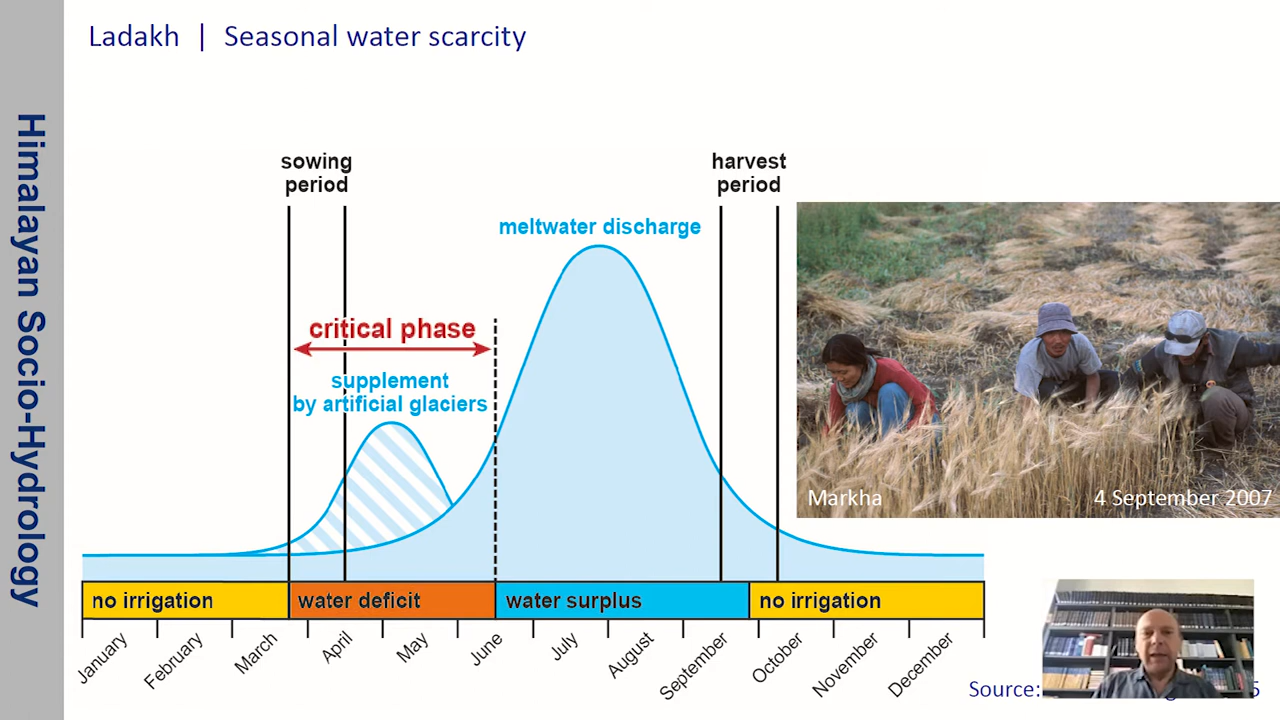 Ladakh | Seasonal water scarcity
Himalayan Socio-Hydrology
sowing
period
harvest
period
meltwater discharge
critical phase
supplement
by artificial glaciers
Markha
4 September 2007
no irrigation
water deficit
water surplus
no irrigation
January
February
March
April
May
June
July
August
September
October
November
December
Source:
5